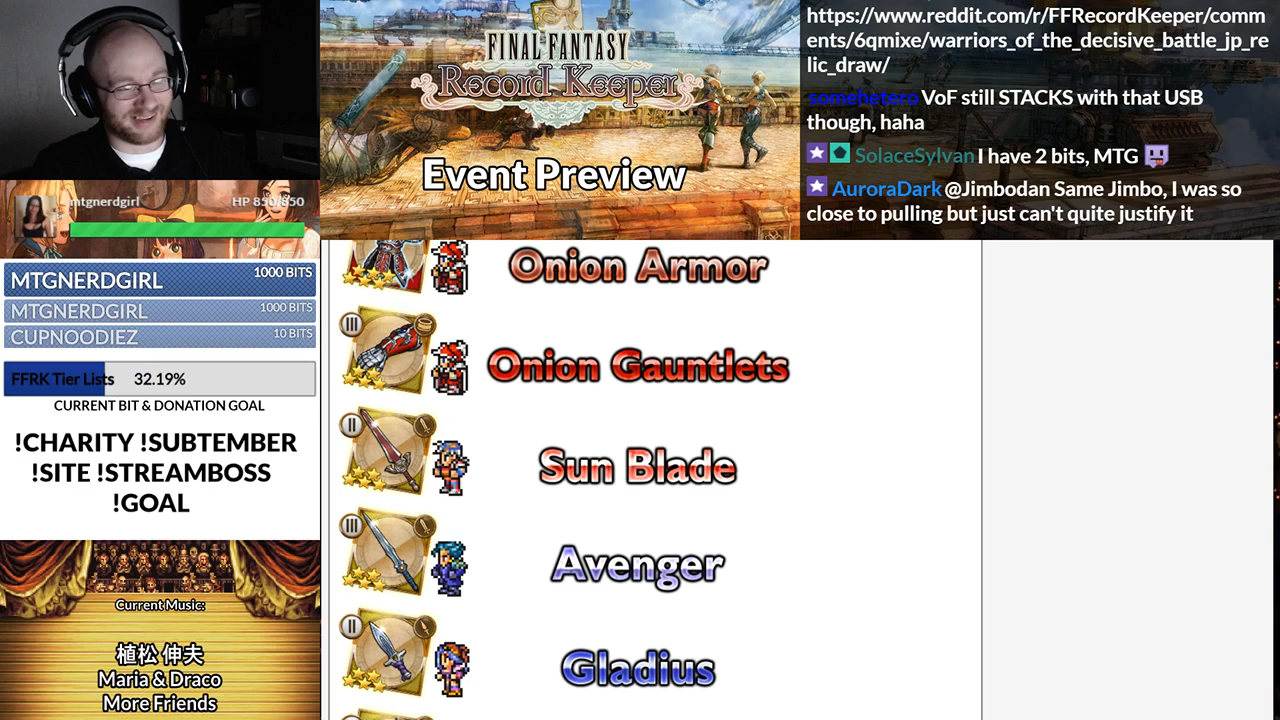 FINAL FANTASY
Record Keeper
Event Preview
https://www.reddit.com/r/FFRecordKeeper/comm
ents/6qmixe/warriors_of_the_decisive_battle_jp_re
lic_draw/
somehetero VoF still STACKS with that USB
though, haha
SolaceSylvan I have 2 bits, MTG
AuroraDark @Jimbodan Same Jimbo, I was so
close to pulling but just can't quite justify it
mtgnerdgirl HP 850/850
MTGNERDGIRL 1000 BITS
MTGNERDGIRL 1000 BITS
CUPNOODIEZ 10 BITS
FFRK Tier Lists 32.19%
CURRENT BIT & DONATION GOAL
!CHARITY !SUBTEMBER
!SITE !STREAMBOSS
!GOAL
Current Music:
植松 伸夫
Maria & Draco
More Friends
Onion Armor
III
Onion Gauntlets
II
Sun Blade
III
Avenger
II
Gladius